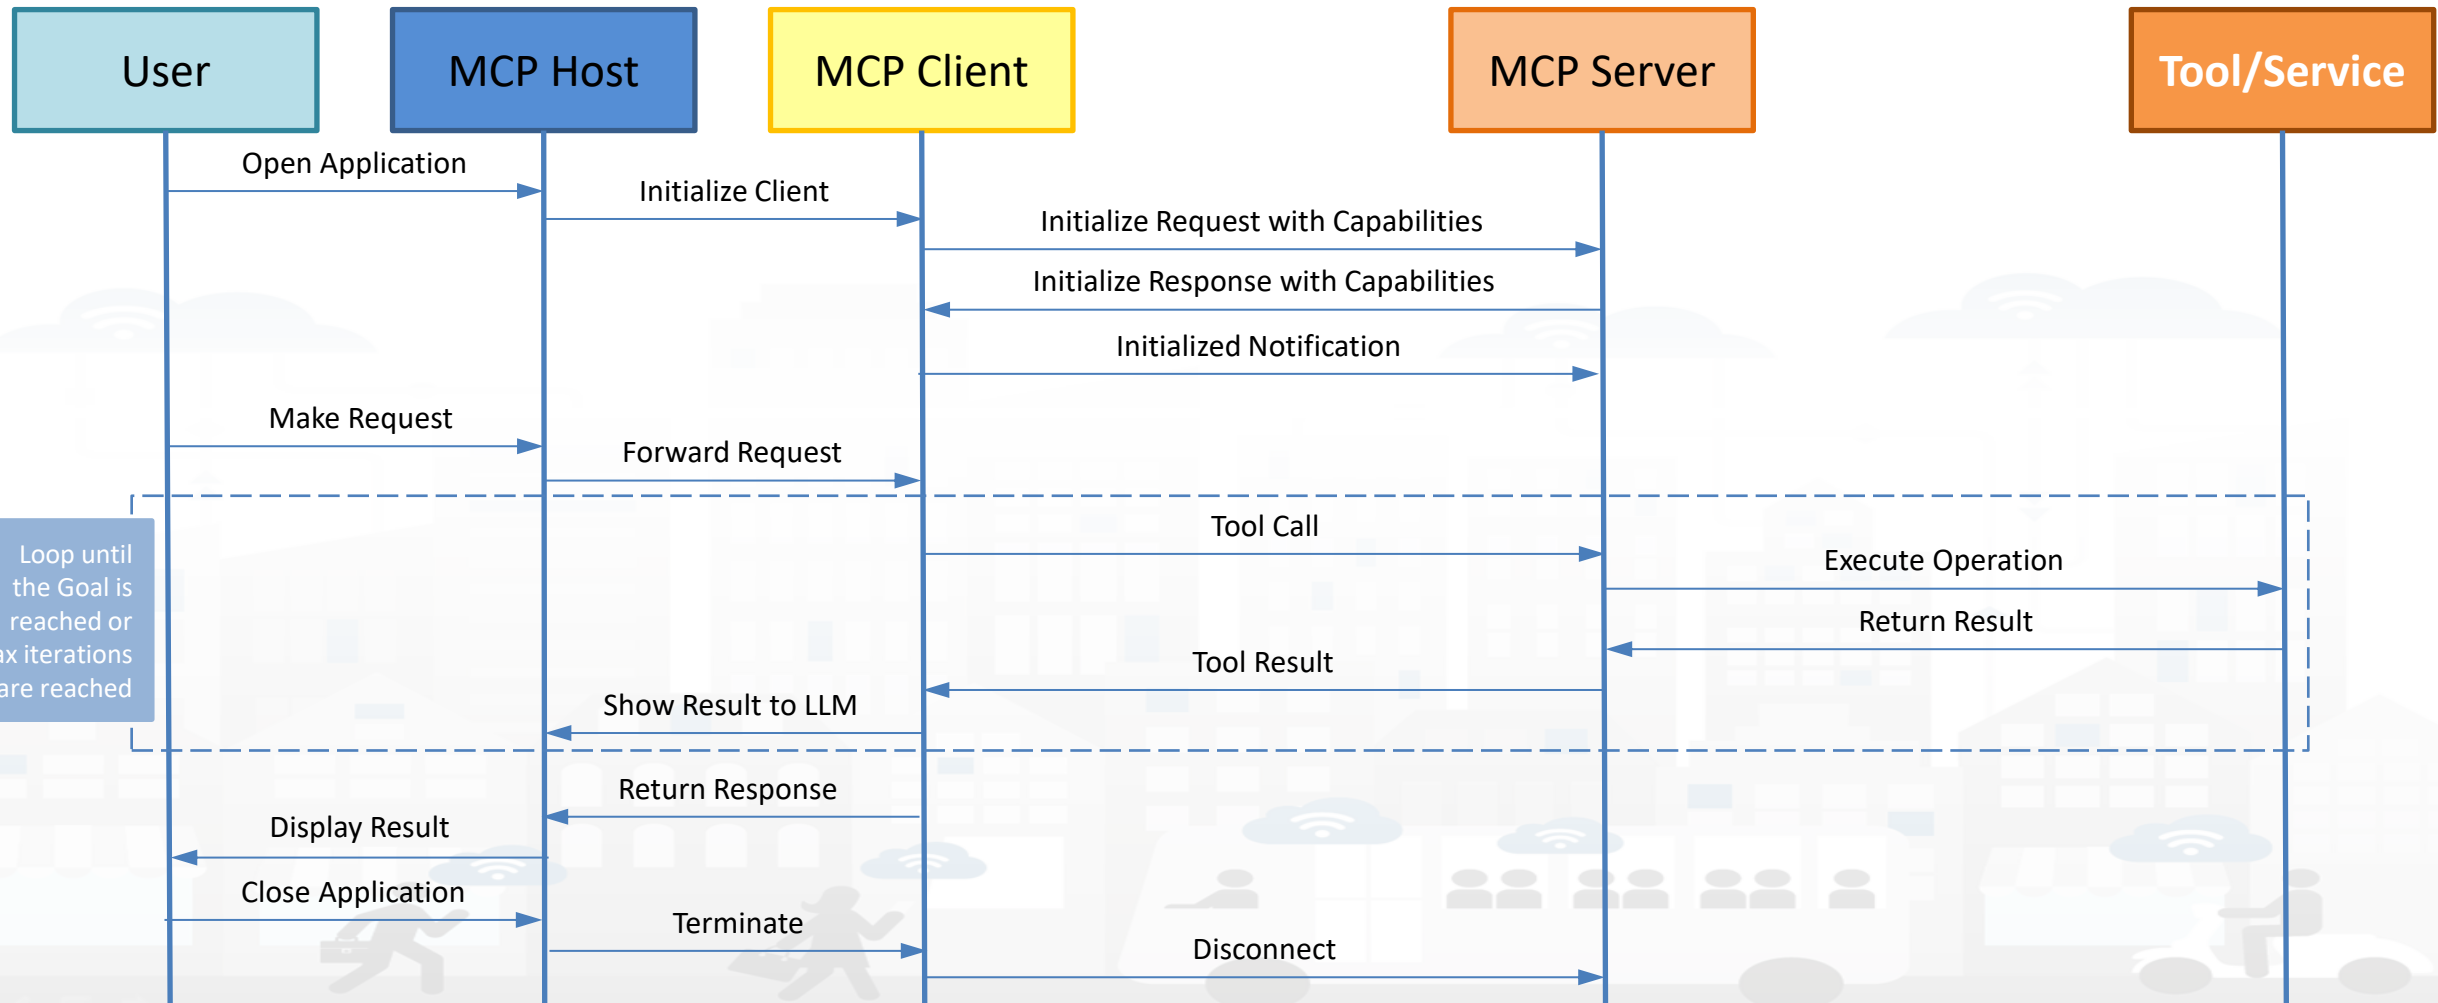 User
MCP Host
MCP Client
MCP Server
Tool/Service
Open Application
Initialize Client
Initialize Request with Capabilities
Initialize Response with Capabilities
Initialized Notification
Make Request
Forward Request
Loop until
the Goal is
reached or
iterations
are reached
Tool Call
Execute Operation
Return Result
Tool Result
Show Result to LLM
Return Response
Display Result
Close Application
Terminate
Disconnect